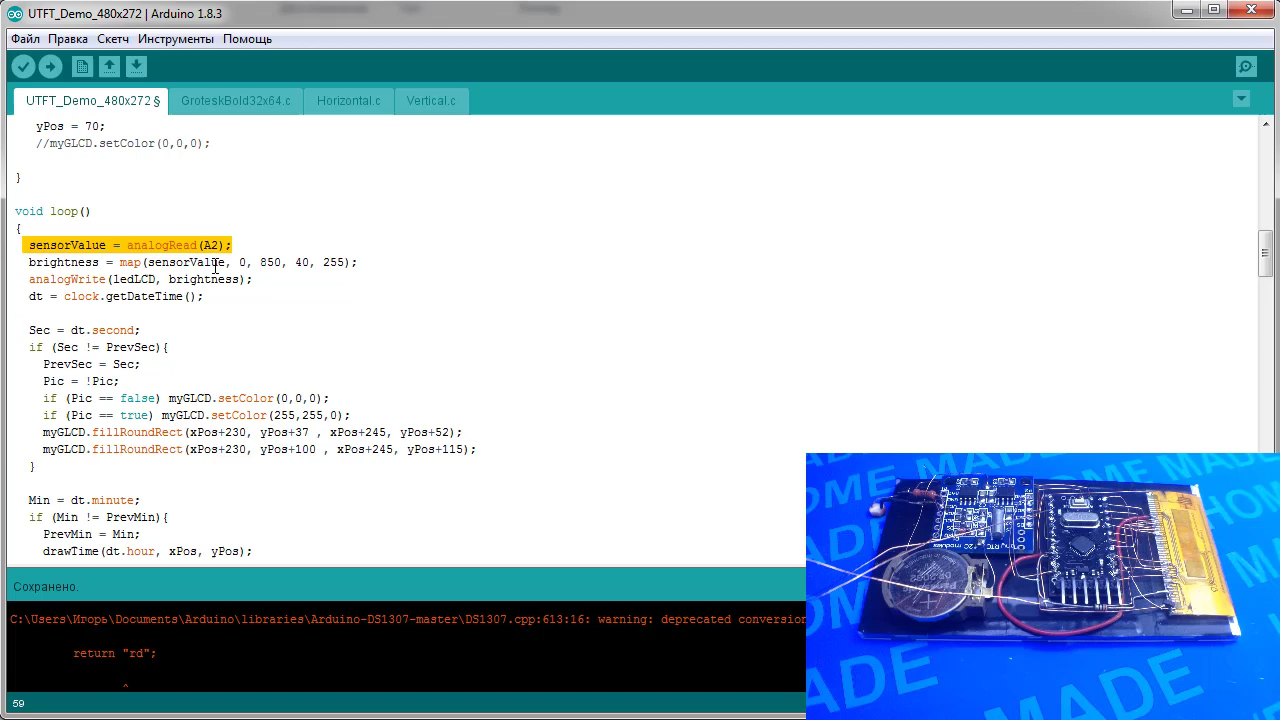 UTFT_Demo_480x272 | Arduino 1.8.3
Файл Правка Скетч Инструменты Помощь
UTFT_Demo_480x272 § GroteskBold32x64.c Horizontal.c Vertical.c
yPos = 70;
//myGLCD.setColor(0,0,0);
}
void loop()
{
sensorValue = analogRead(A2);
brightness = map(sensorValue, 0, 850, 40, 255);
analogWrite(ledLCD, brightness);
dt = clock.getDateTime();
Sec = dt.second;
if (Sec != PrevSec){
PrevSec = Sec;
Pic = !Pic;
if (Pic == false) myGLCD.setColor(0,0,0);
if (Pic == true) myGLCD.setColor(255,255,0);
myGLCD.fillRoundRect(xPos+230, yPos+37 , xPos+245, yPos+52);
myGLCD.fillRoundRect(xPos+230, yPos+100 , xPos+245, yPos+115);
}
Min = dt.minute;
if (Min != PrevMin){
PrevMin = Min;
drawTime(dt.hour, xPos, yPos);
Сохранено.
C:\Users\Игорь\Documents\Arduino\libraries\Arduino-DS1307-master\DS1307.cpp:613:16: warning: deprecated conversion
return "rd";
^
59
MADE
HOME MADE
HOME
MADE
MADE